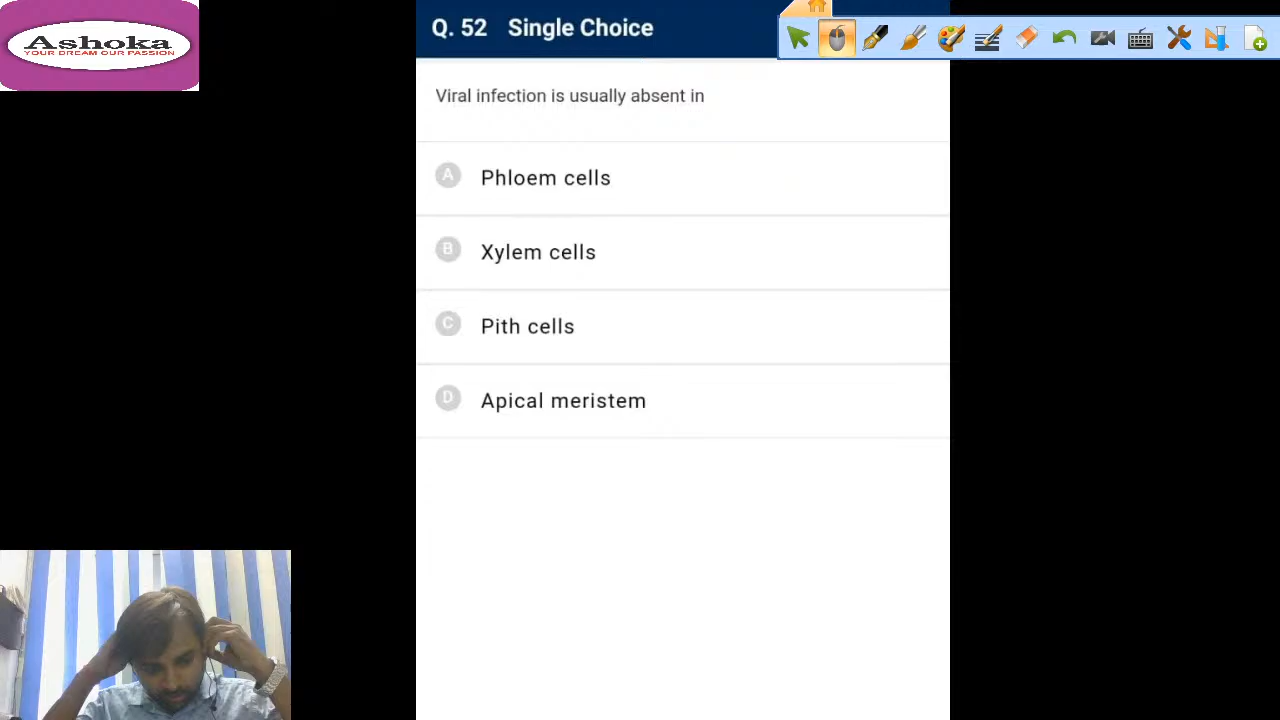 Ashoka
YOUR DREAM OUR PASSION
Q. 52 Single Choice
Viral infection is usually absent in
A Phloem cells
B Xylem cells
C Pith cells
D Apical meristem